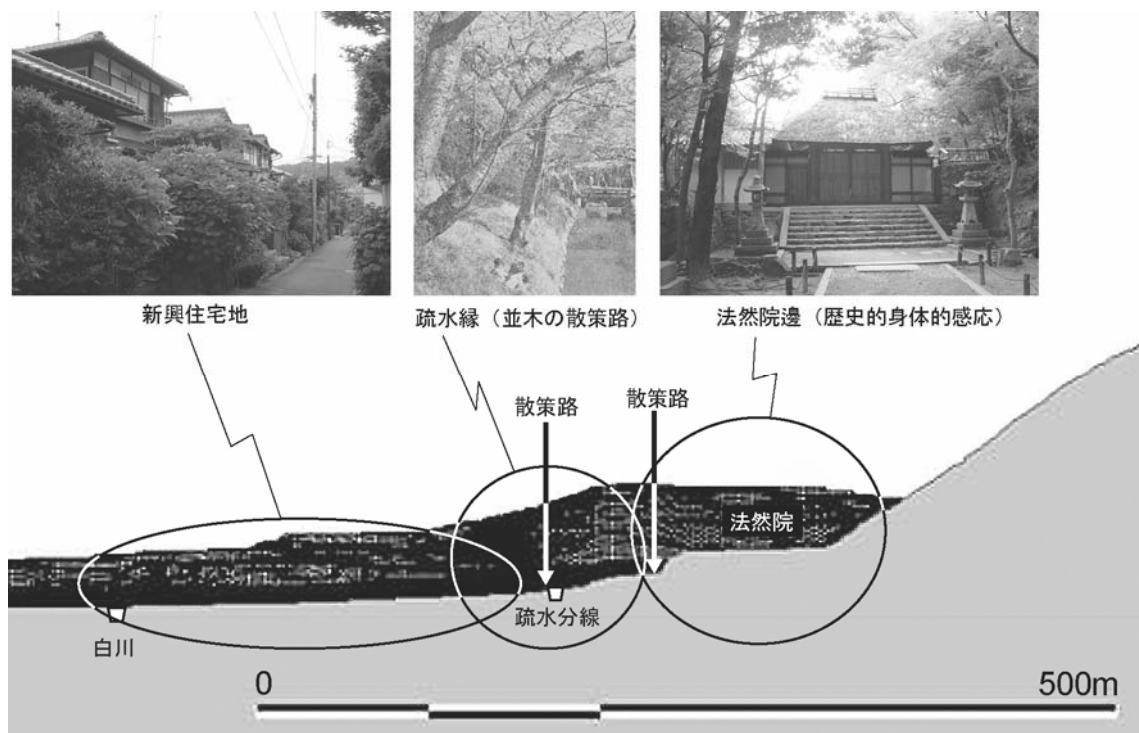 新興住宅地
疏水縁（並木の散策路）
法然院邊（歴史的身体的感応）
散策路
散策路
法然院
疏水分線
白川
0
500m